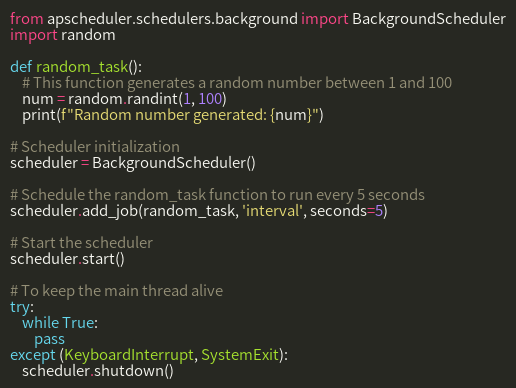 from apscheduler.schedulers.background import BackgroundScheduler
import random

def random_task():
    # This function generates a random number between 1 and 100
    num = random.randint(1, 100)
    print(f"Random number generated: {num}")

# Scheduler initialization
scheduler = BackgroundScheduler()

# Schedule the random_task function to run every 5 seconds
scheduler.add_job(random_task, 'interval', seconds=5)

# Start the scheduler
scheduler.start()

# To keep the main thread alive
try:
    while True:
        pass
except (KeyboardInterrupt, SystemExit):
    scheduler.shutdown()